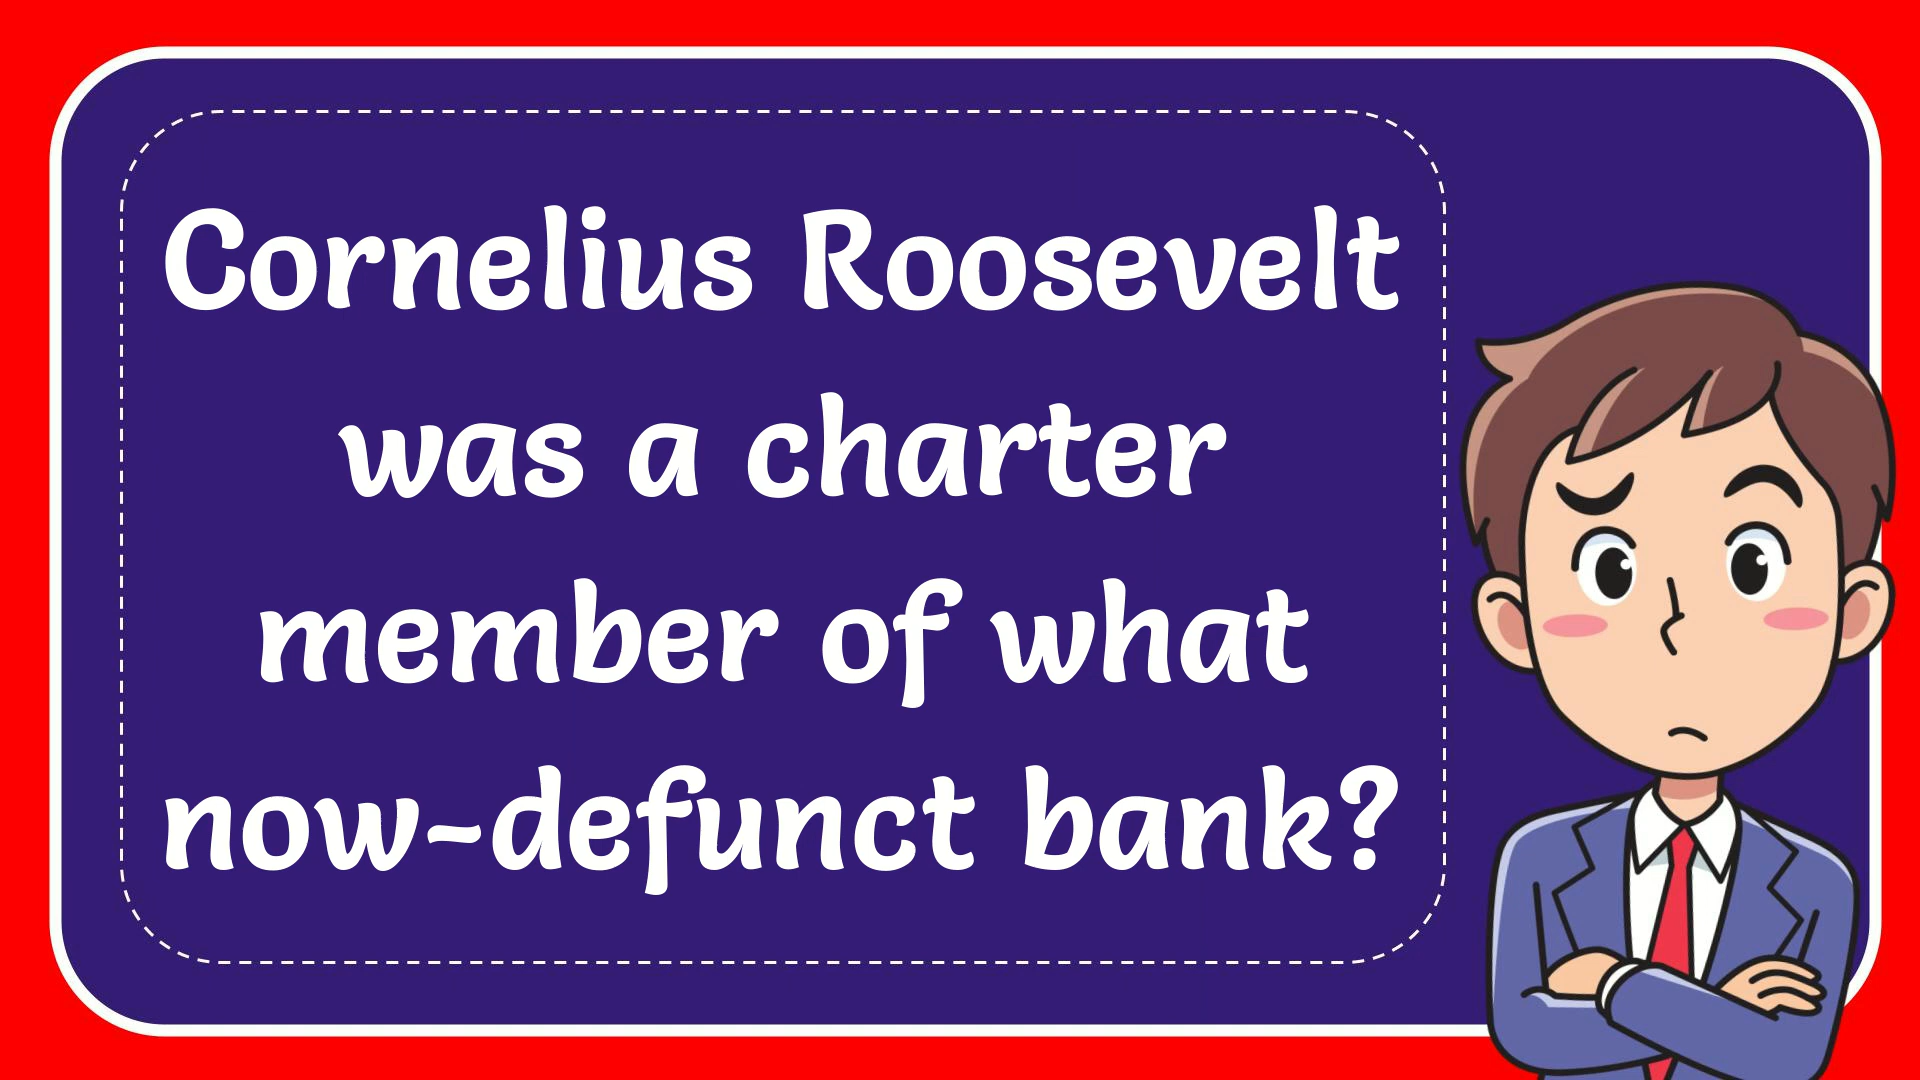 Cornelius Roosevelt
was a charter
member of what
now-defunct bank?